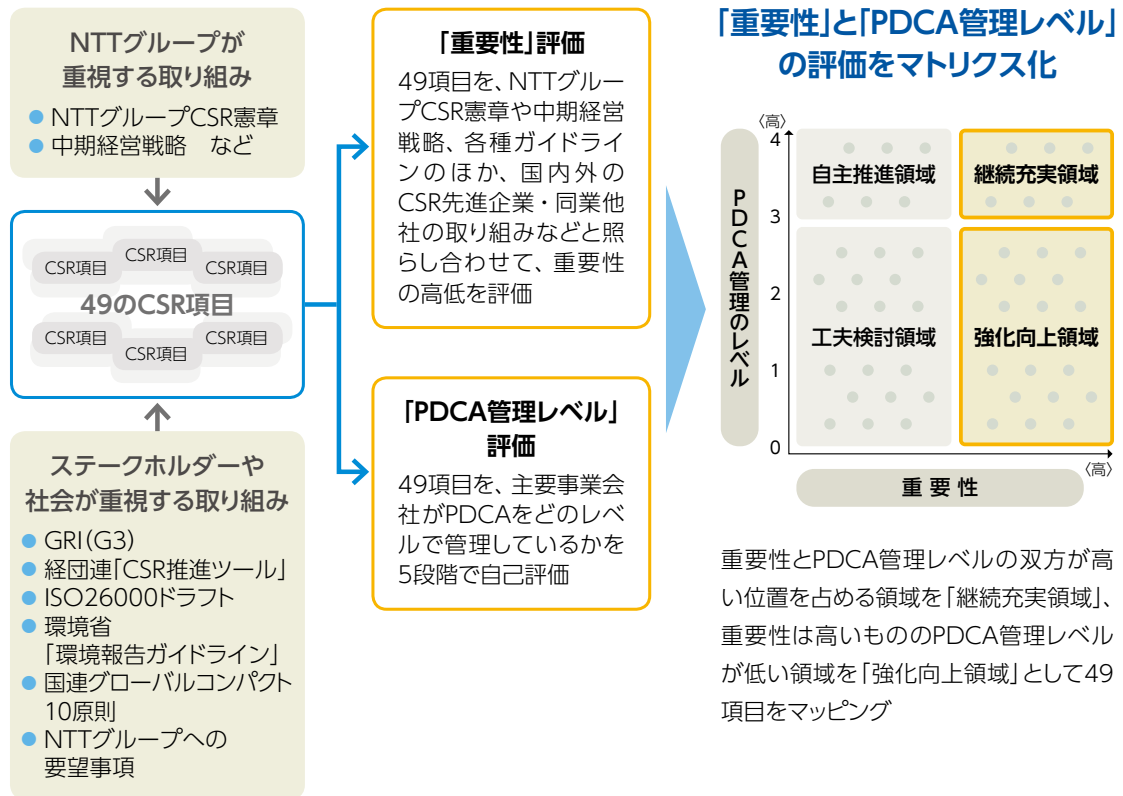 NTTグループが
重視する取り組み
● NTTグループCSR憲章
● 中期経営戦略　など
CSR項目
CSR項目
CSR項目
49のCSR項目
CSR項目
CSR項目
CSR項目
ステークホルダーや
社会が重視する取り組み
● GRI(G3)
● 経団連「CSR推進ツール」
● ISO26000ドラフト
● 環境省
「環境報告ガイドライン」
● 国連グローバルコンパクト
10原則
● NTTグループへの
要望事項
「重要性」評価
49項目を、NTTグルー
プCSR憲章や中期経営
戦略、各種ガイドライ
ンのほか、国内外の
CSR先進企業・同業他
社の取り組みなどと照
らし合わせて、重要性
の高低を評価
「PDCA管理レベル」
評価
49項目を、主要事業会
社がPDCAをどのレベ
ルで管理しているかを
5段階で自己評価
「重要性」と「PDCA管理レベル」
の評価をマトリクス化
〈高〉
4
3
2
1
0
PDCA管理のレベル
自主推進領域
継続充実領域
工夫検討領域
強化向上領域
〈高〉
重要性
重要性とPDCA管理レベルの双方が高
い位置を占める領域を「継続充実領域」、
重要性は高いもののPDCA管理レベル
が低い領域を「強化向上領域」として49
項目をマッピング